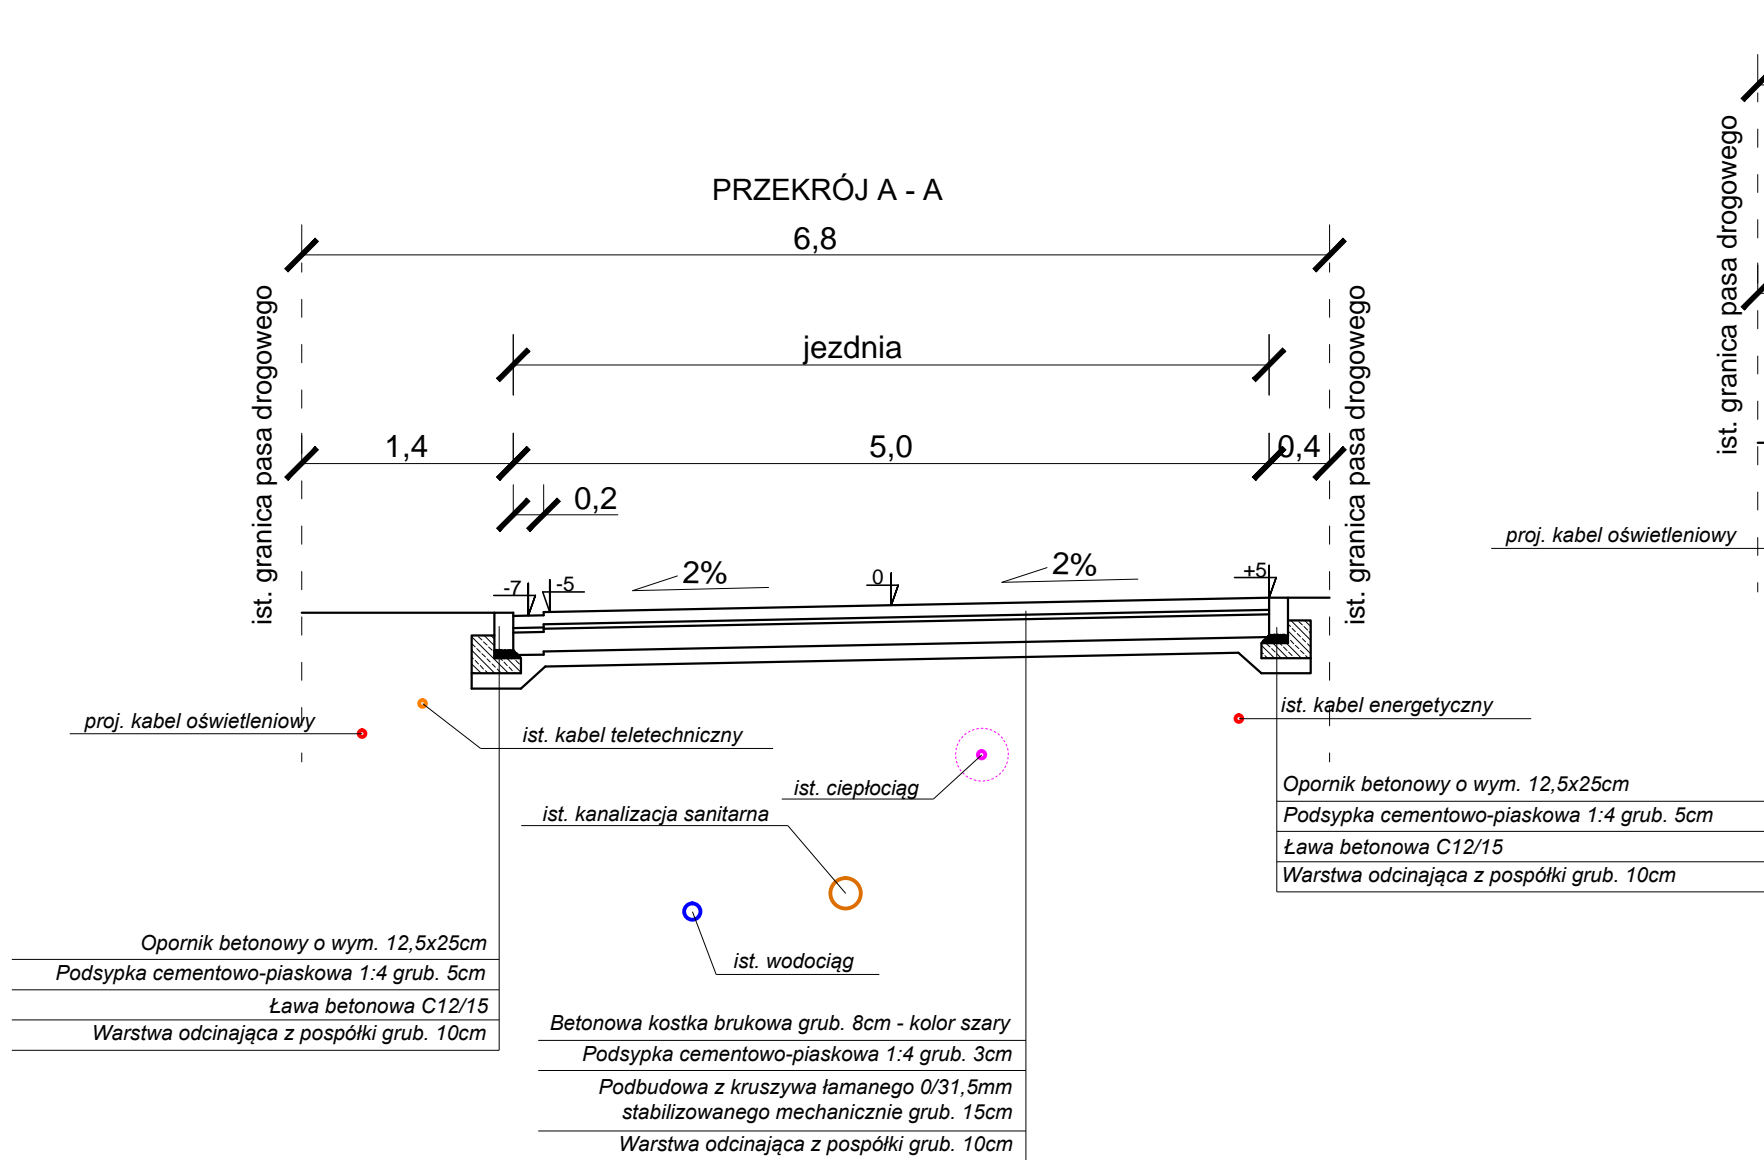 PRZEKRÓJ A - A
6,8
jezdnia
1,4
5,0
0,4
0,2
ist. granica pasa drogowego
ist. granica pasa drogowego
ist. granica pasa drogowego
-7
-5
2%
0
2%
+5
proj. kabel oświetleniowy
proj. kabel oświetleniowy
ist. kabel teletechniczny
ist. kabel energetyczny
ist. ciepłociąg
ist. kanalizacja sanitarna
ist. wodociąg
Opornik betonowy o wym. 12,5x25cm
Podsypka cementowo-piaskowa 1:4 grub. 5cm
Ława betonowa C12/15
Warstwa odcinająca z pospółki grub. 10cm
Opornik betonowy o wym. 12,5x25cm
Podsypka cementowo-piaskowa 1:4 grub. 5cm
Ława betonowa C12/15
Warstwa odcinająca z pospółki grub. 10cm
Betonowa kostka brukowa grub. 8cm - kolor szary
Podsypka cementowo-piaskowa 1:4 grub. 3cm
Podbudowa z kruszywa łamanego 0/31,5mm
stabilizowanego mechanicznie grub. 15cm
Warstwa odcinająca z pospółki grub. 10cm